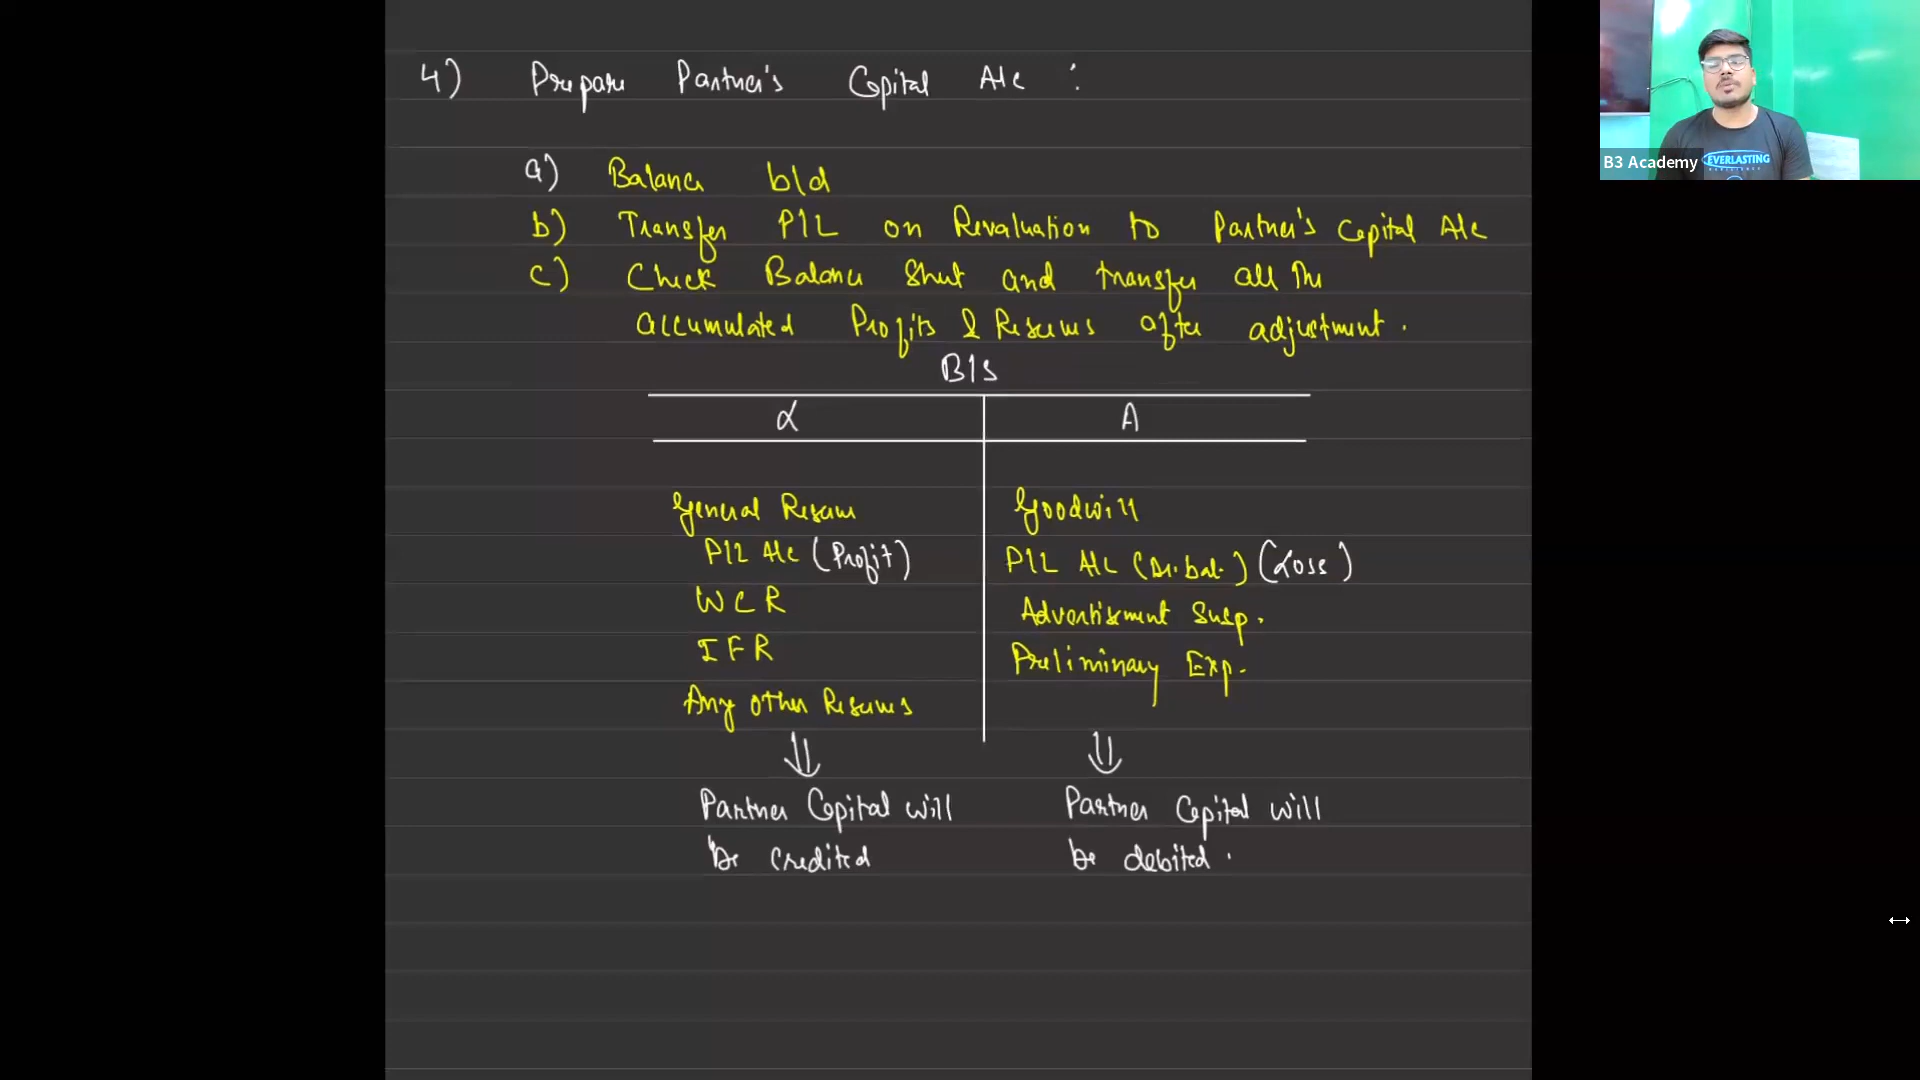 4) Prepare Partner's Capital A/c :
a) Balance b/d
b) Transfer P/L on Revaluation to Partner's Capital A/c
c) Check Balance Sheet and transfer all the
accumulated Profits & Reserves after adjustment.
B/S
L A
General Reserve Goodwill
P/L A/c (Profit) P/L A/c (Dr. bal.) (Loss)
WCR Advertisment Susp.
IFR Preliminary Exp.
Any other Reserves
Partner Capital will Partner Capital will
be credited be debited.
B3 Academy
EVERLASTING